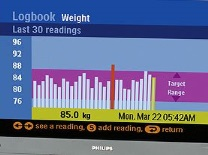 Logbook Weight
Last 30 readings
96
92
88
84
80
76
Target
Range
85.0 kg Mon, Mar 22 05:42AM
see a reading, S add reading, return
PHILIPS